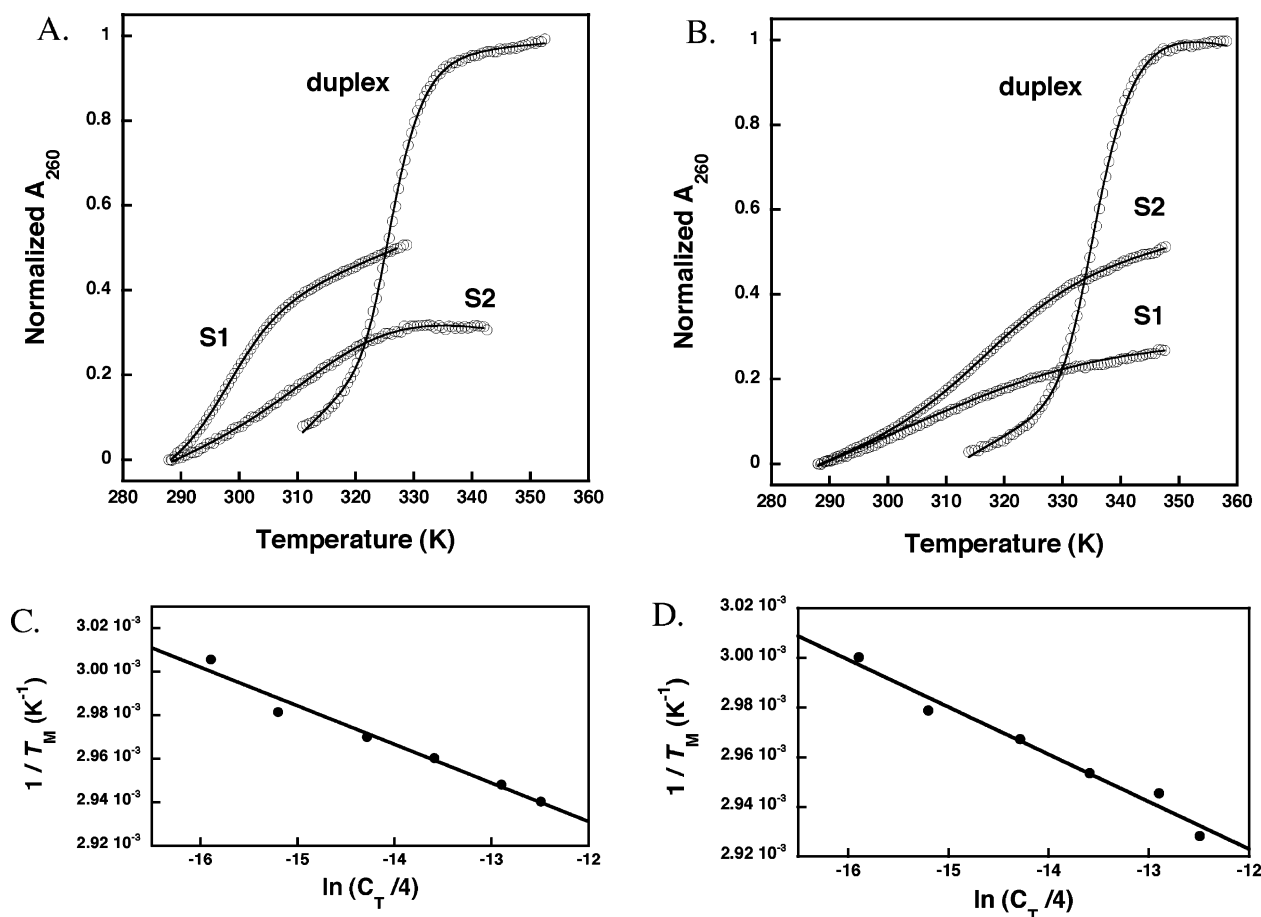 A.
1
0.8
0.6
0.4
0.2
0
Normalized A260
duplex
S1
S2
280 290 300 310 320 330 340 350 360
Temperature (K)
B.
1
0.8
0.6
0.4
0.2
0
Normalized A260
duplex
S2
S1
280 290 300 310 320 330 340 350 360
Temperature (K)
C.
3.02 10-3
3.00 10-3
2.98 10-3
2.96 10-3
2.94 10-3
2.92 10-3
1 / TM (K-1)
-16 -15 -14 -13 -12
ln (CT /4)
D.
3.02 10-3
3.00 10-3
2.98 10-3
2.96 10-3
2.94 10-3
2.92 10-3
1 / TM (K-1)
-16 -15 -14 -13 -12
ln (CT /4)